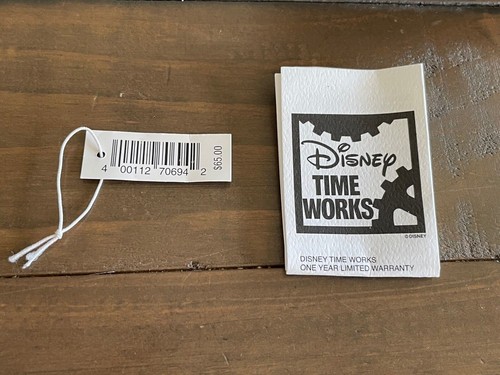 4 00112 70694 2
$65.00
Disney
TIME
WORKS
© DISNEY
DISNEY TIME WORKS
ONE YEAR LIMITED WARRANTY